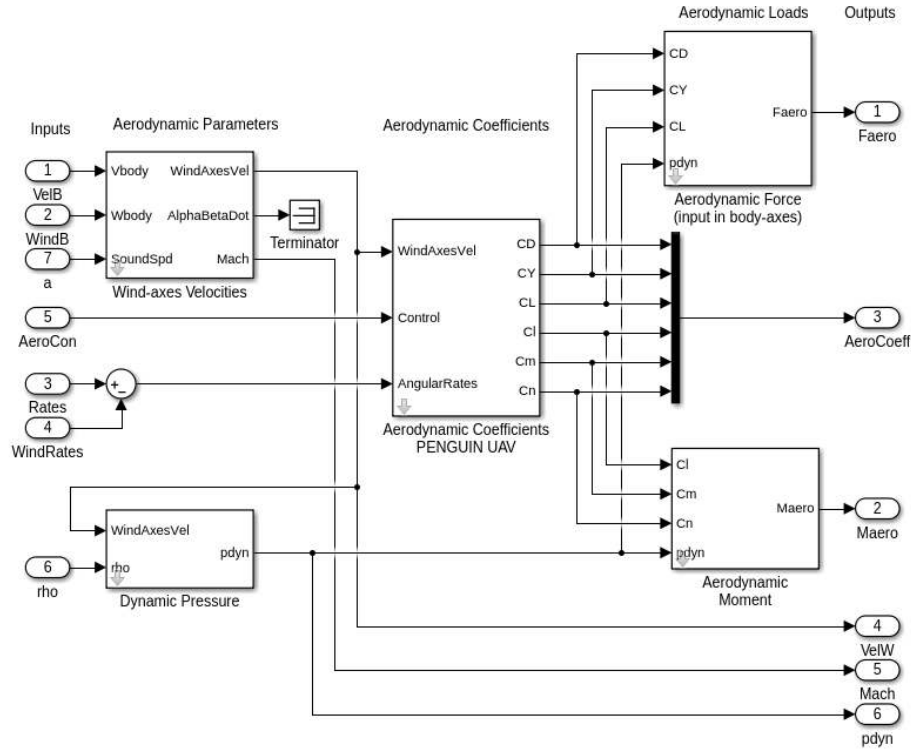 Aerodynamic Loads
Outputs
CD
CY
CL
pdyn
Faero
1
Faero
Aerodynamic Force
(input in body-axes)
Inputs
Aerodynamic Parameters
Aerodynamic Coefficients
1
VelB
2
WindB
7
a
Vbody
Wbody
SoundSpd
WindAxesVel
AlphaBetaDot
Mach
Wind-axes Velocities
Terminator
5
AeroCon
3
Rates
4
WindRates
+
−
WindAxesVel
Control
AngularRates
CD
CY
CL
Cl
Cm
Cn
Aerodynamic Coefficients
PENGUIN UAV
3
AeroCoeff
Cl
Cm
Cn
pdyn
Maero
2
Maero
Aerodynamic
Moment
WindAxesVel
rho
pdyn
6
rho
Dynamic Pressure
4
VelW
5
Mach
6
pdyn